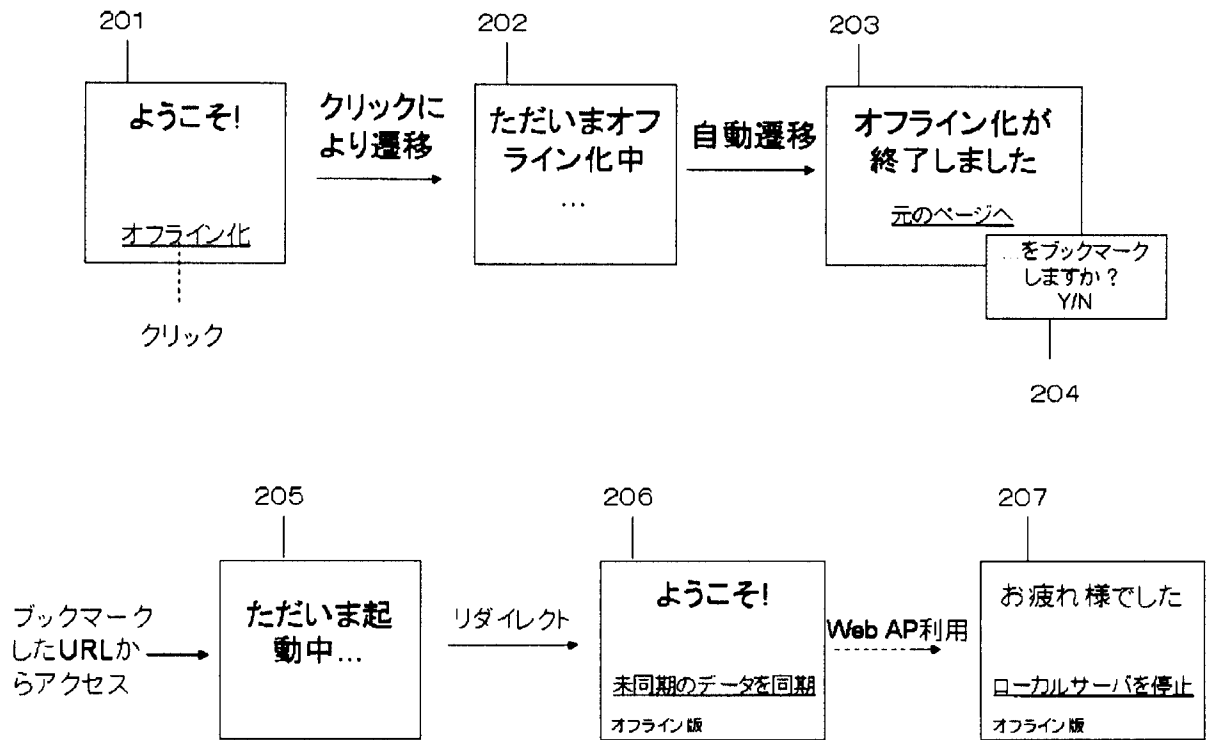 201
202
203
ようこそ!
オフライン化
クリック
クリックに
より遷移
ただいまオフ
ライン化中
...
自動遷移
オフライン化が
終了しました
元のページへ
...をブックマーク
しますか？
Y/N
204
205
206
207
ブックマーク
したURLか
らアクセス
ただいま起
動中...
リダイレクト
ようこそ!
未同期のデータを同期
オフライン版
Web AP利用
お疲れ様でした
ローカルサーバを停止
オフライン版